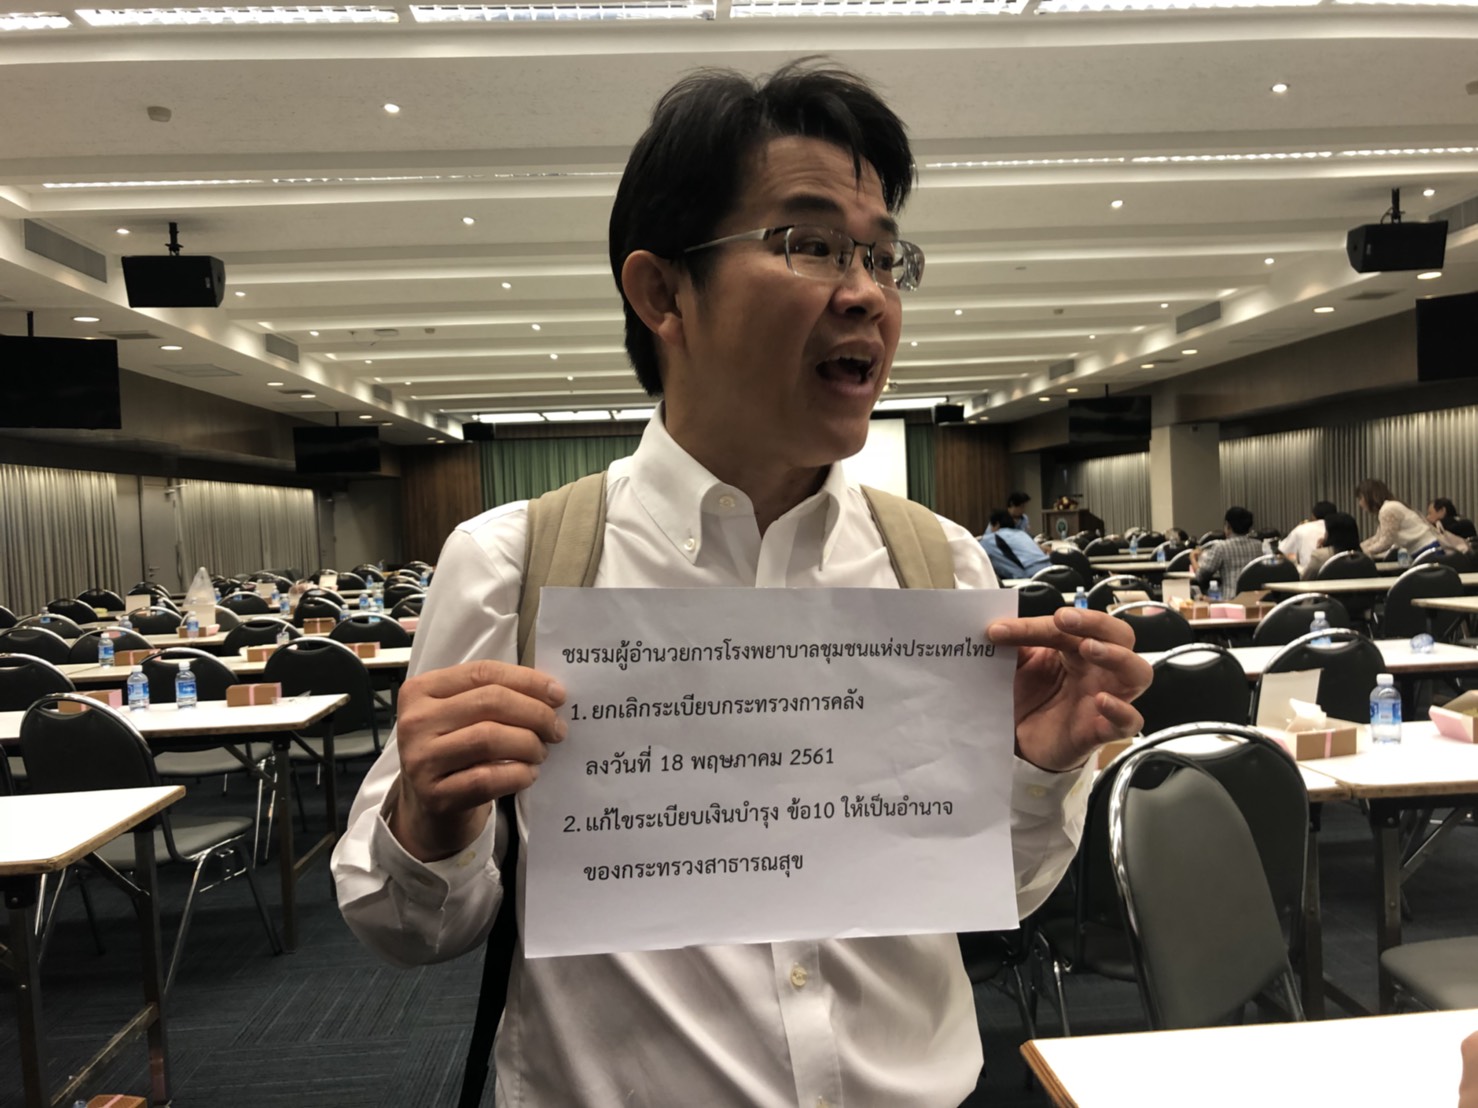 ชมรมผู้อำนวยการโรงพยาบาลชุมชนแห่งประเทศไทย
1. ยกเลิกระเบียบกระทรวงการคลัง
ลงวันที่ 18 พฤษภาคม 2561
2. แก้ไขระเบียบเงินบำรุง ข้อ10 ให้เป็นอำนาจ
ของกระทรวงสาธารณสุข